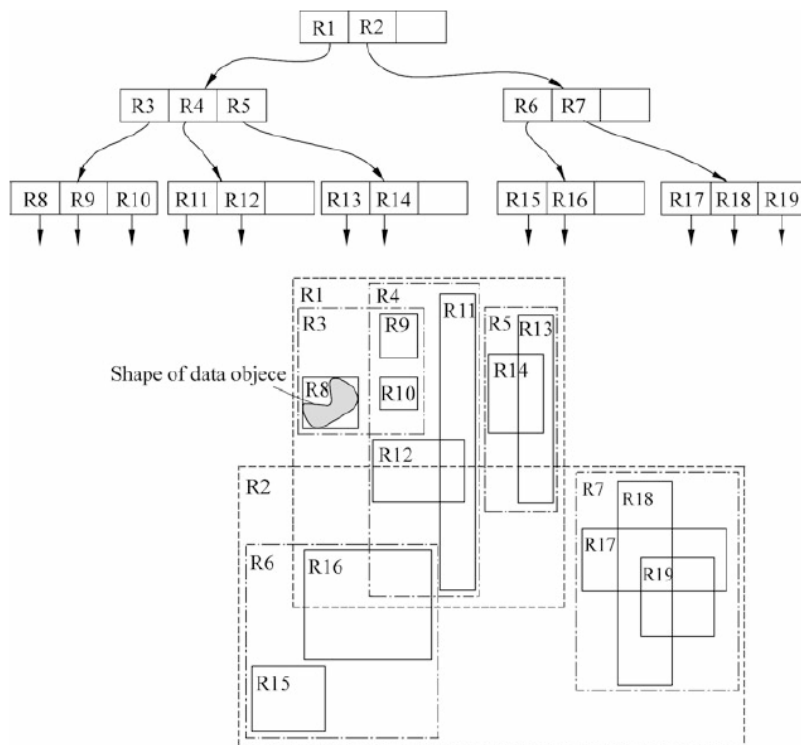 R1 R2
R3 R4 R5
R6 R7
R8 R9 R10
R11 R12
R13 R14
R15 R16
R17 R18 R19
R1
R4
R11
R3
R9
R5
R13
R14
Shape of data objece
R8
R10
R12
R2
R7
R18
R17
R6
R16
R19
R15